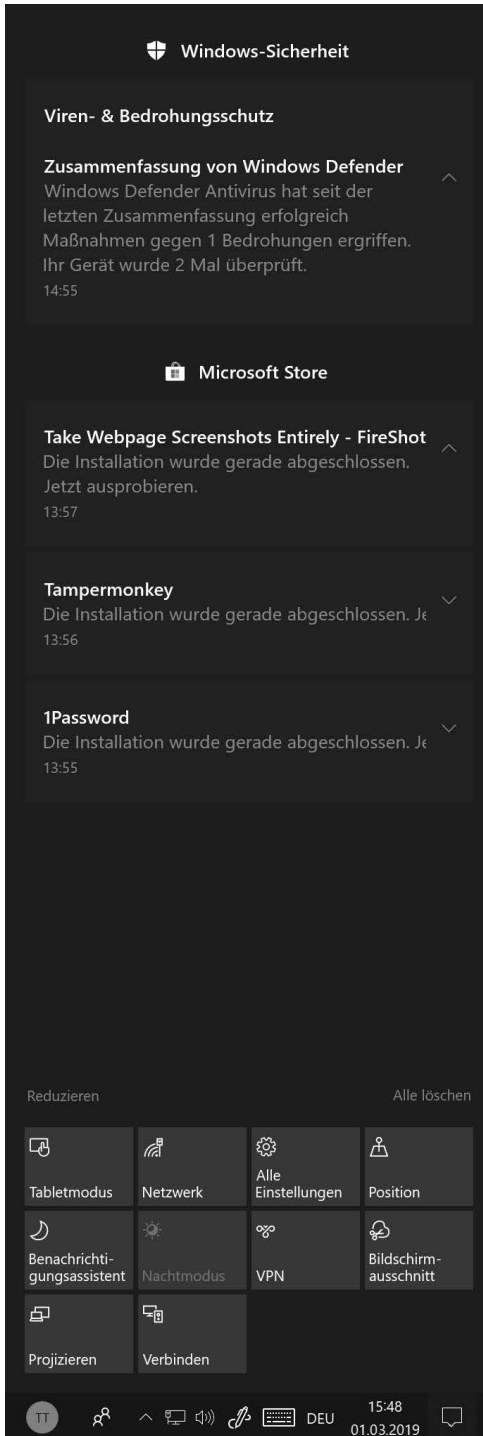 Windows-Sicherheit
Viren- & Bedrohungsschutz
Zusammenfassung von Windows Defender
Windows Defender Antivirus hat seit der
letzten Zusammenfassung erfolgreich
Maßnahmen gegen 1 Bedrohungen ergriffen.
Ihr Gerät wurde 2 Mal überprüft.
14:55
Microsoft Store
Take Webpage Screenshots Entirely - FireShot
Die Installation wurde gerade abgeschlossen.
Jetzt ausprobieren.
13:57
Tampermonkey
Die Installation wurde gerade abgeschlossen. Je
13:56
1Password
Die Installation wurde gerade abgeschlossen. Je
13:55
Reduzieren
Alle löschen
Tabletmodus
Netzwerk
Alle
Einstellungen
Position
Benachrichti-
gungsassistent
Nachtmodus
VPN
Bildschirm-
ausschnitt
Projizieren
Verbinden
TT
DEU
15:48
01.03.2019